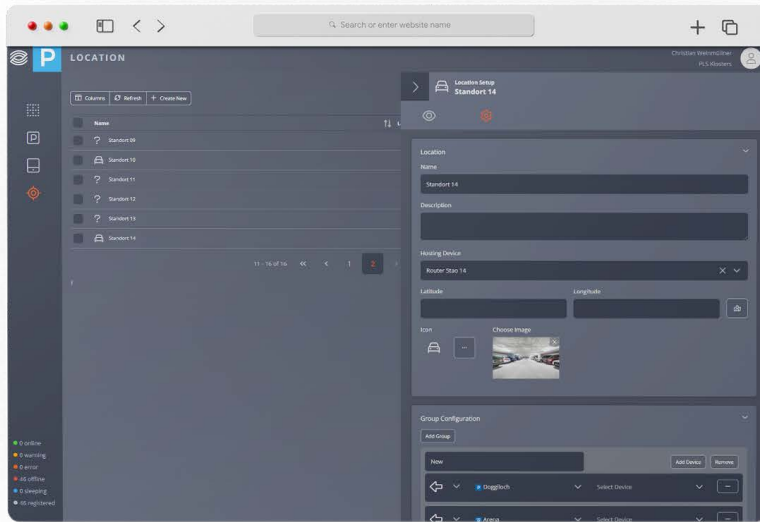 Search or enter website name
P LOCATION
Christian Weinmüller
PLS Klosters
Columns Refresh + Create New
Name
Standort 09
Standort 10
Standort 11
Standort 12
Standort 13
Standort 14
11 - 16 of 16 << < 1 2 >
0 online
0 warning
0 error
46 offline
0 sleeping
46 registered
Location Setup
Standort 14
Location
Name
Standort 14
Description
Hosting Device
Router Stao 14
Latitude Longitude
Icon Choose Image
Group Configuration
Add Group
New Add Device Remove
Doggiloch Select Device
Arena Select Device